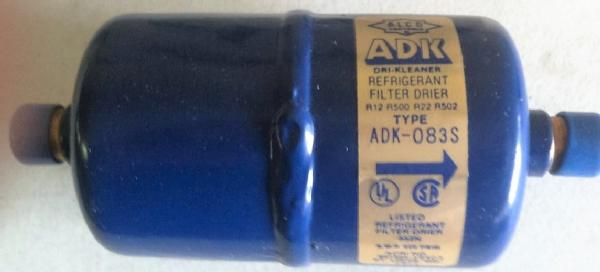 ALCO
ADK
DRI-KLEANER
REFRIGERANT
FILTER DRIER
R12 R500 R22 R502
TYPE
ADK-083S
UL SA
LISTED
REFRIGERANT
FILTER DRIER